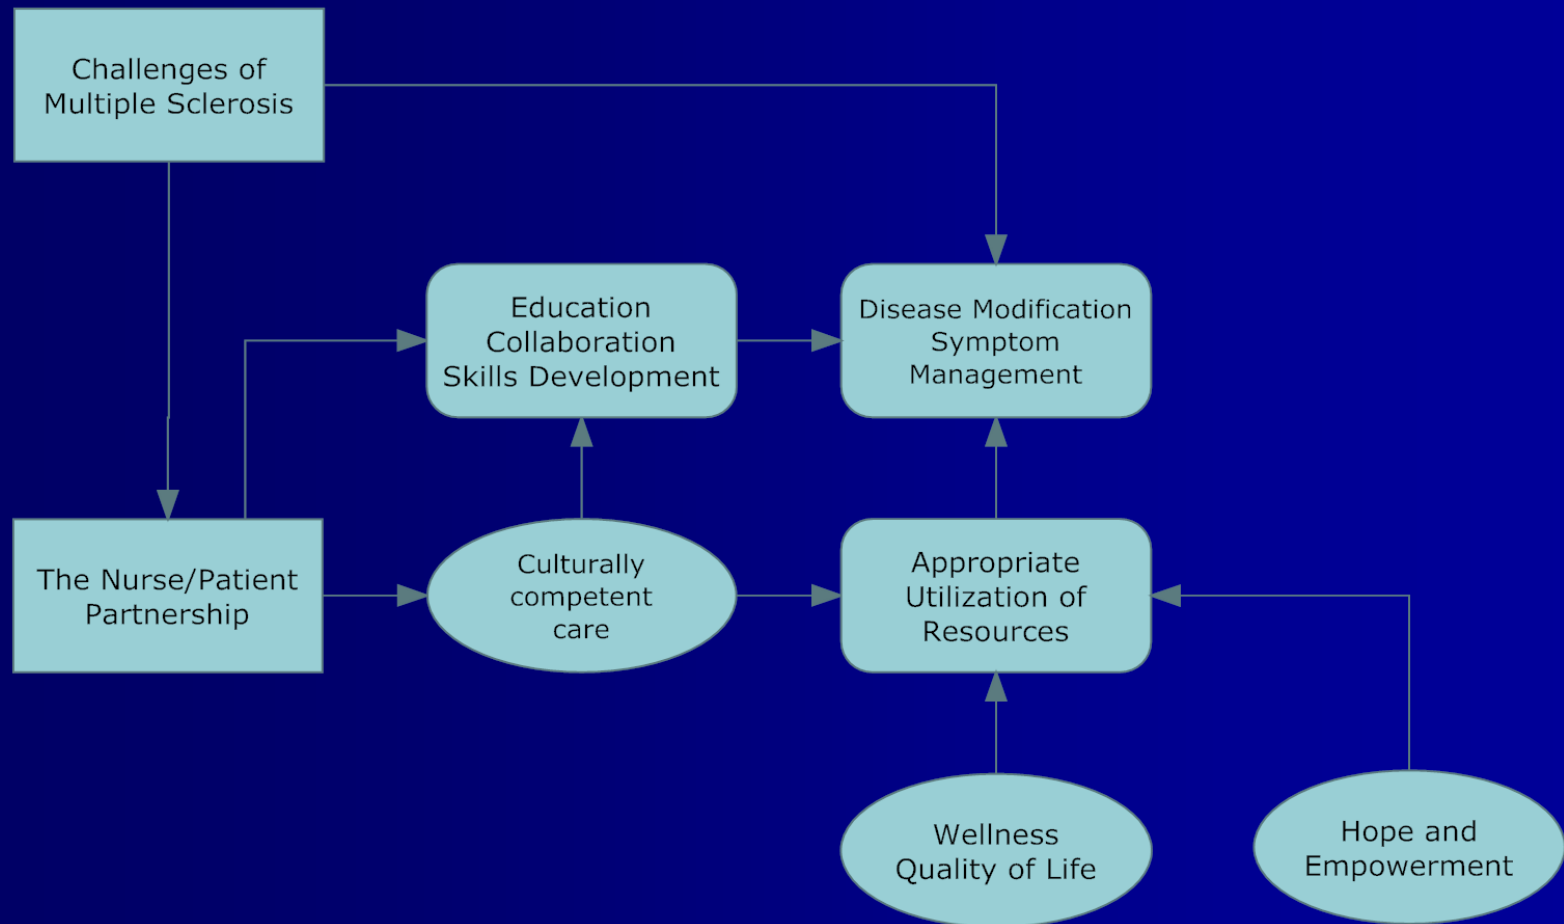 Challenges of
Multiple Sclerosis
Education
Collaboration
Skills Development
Disease Modification
Symptom
Management
The Nurse/Patient
Partnership
Culturally
competent
care
Appropriate
Utilization of
Resources
Wellness
Quality of Life
Hope and
Empowerment